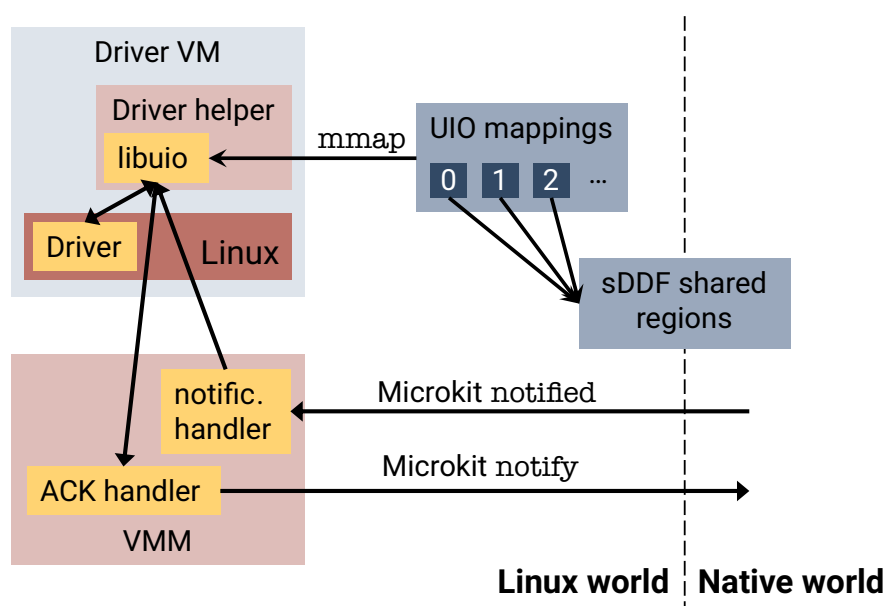 Driver VM
Driver helper
libuio
mmap
UIO mappings
0 1 2 ...
Driver
Linux
sDDF shared
regions
notific.
handler
Microkit notified
Microkit notify
ACK handler
VMM
Linux world
Native world